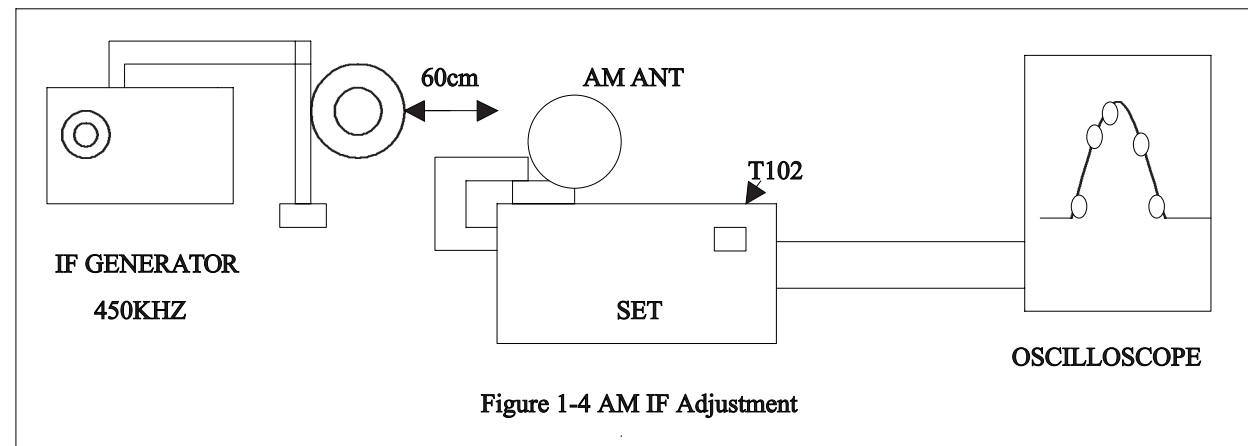 60cm
AM ANT
T102
IF GENERATOR
450KHZ
SET
OSCILLOSCOPE
Figure 1-4 AM IF Adjustment